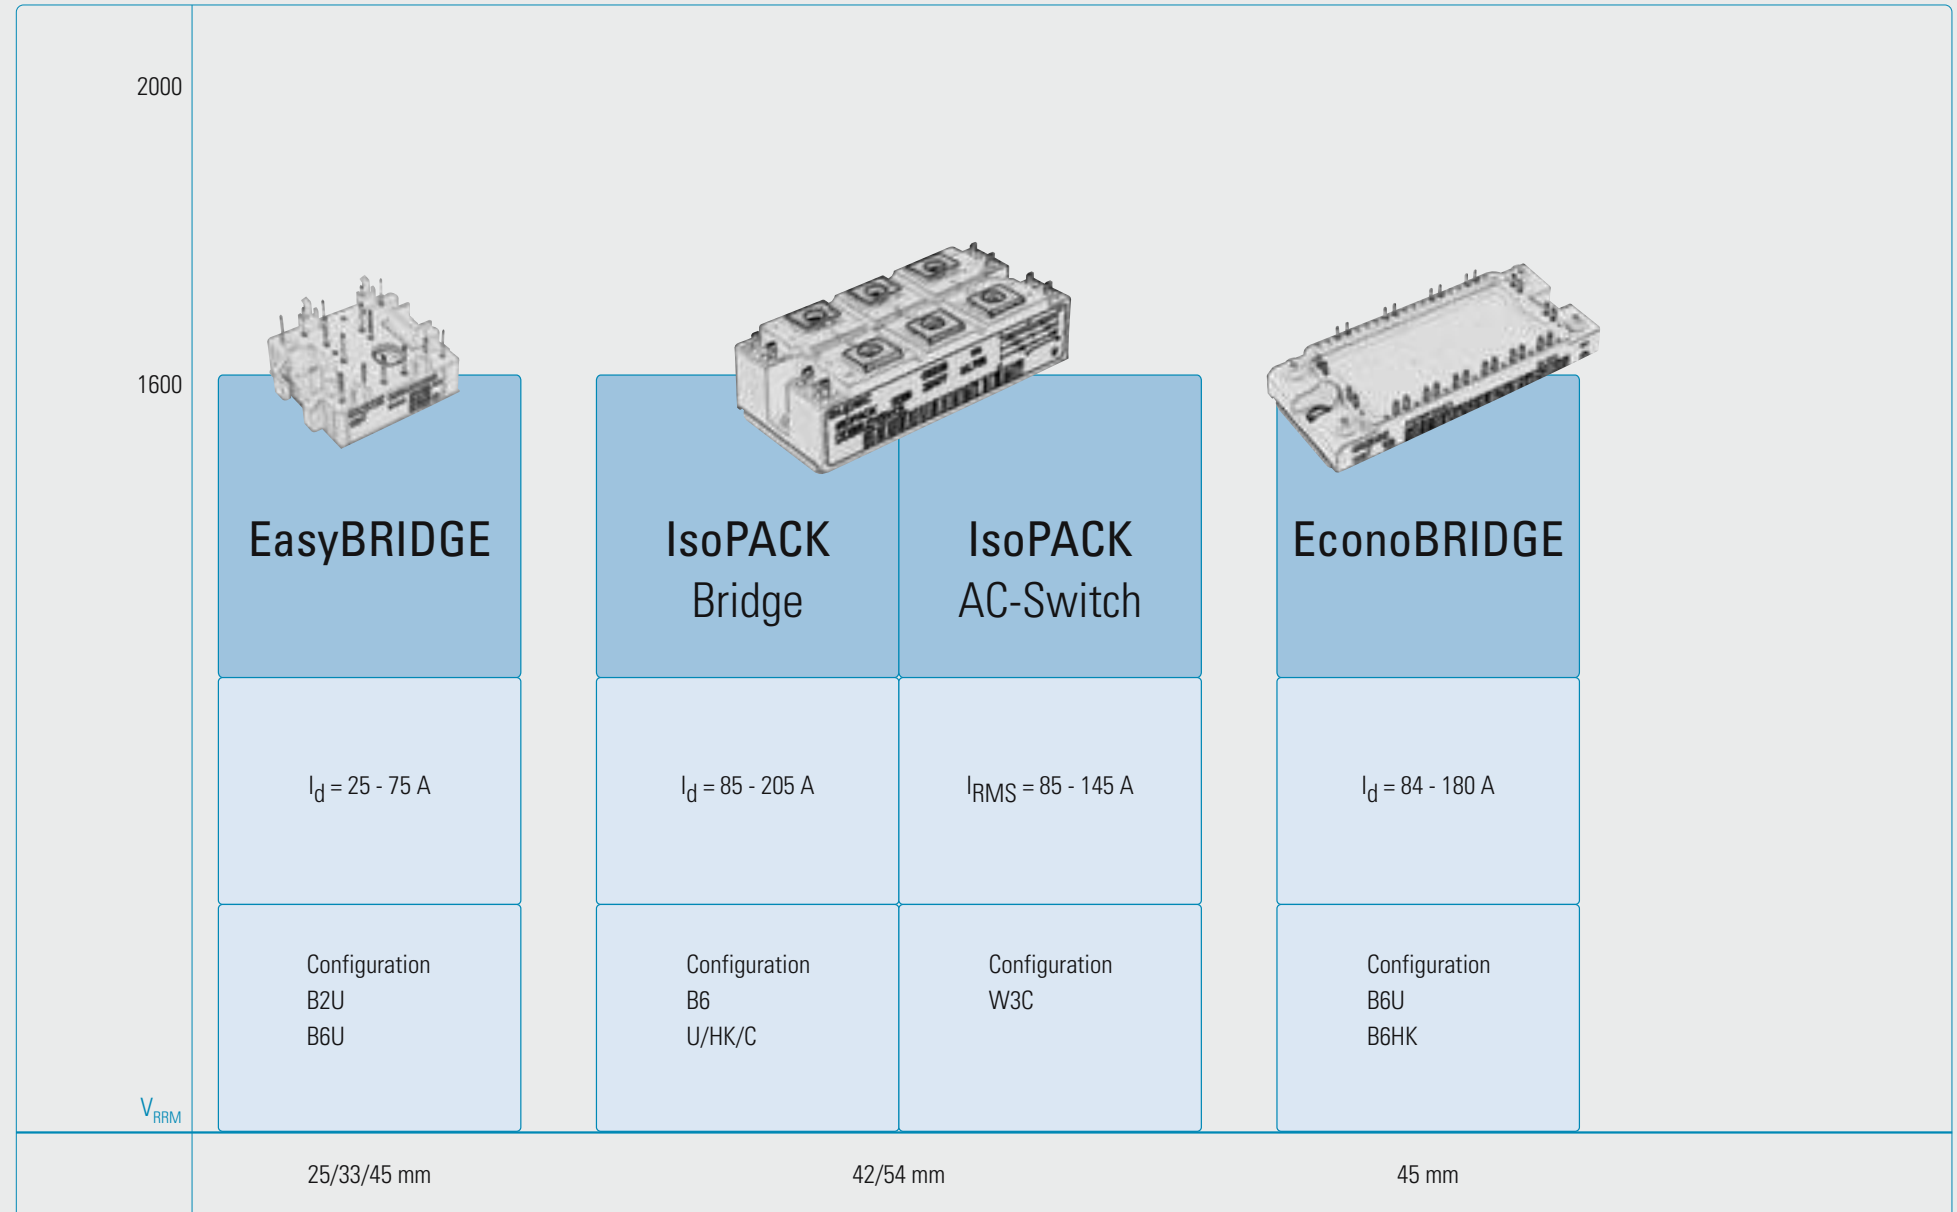 2000
1600
EasyBRIDGE
IsoPACK
Bridge
IsoPACK
AC-Switch
EconoBRIDGE
Id = 25 - 75 A
Id = 85 - 205 A
IRMS = 85 - 145 A
Id = 84 - 180 A
Configuration
B2U
B6U
Configuration
B6
U/HK/C
Configuration
W3C
Configuration
B6U
B6HK
VRRM
25/33/45 mm
42/54 mm
45 mm